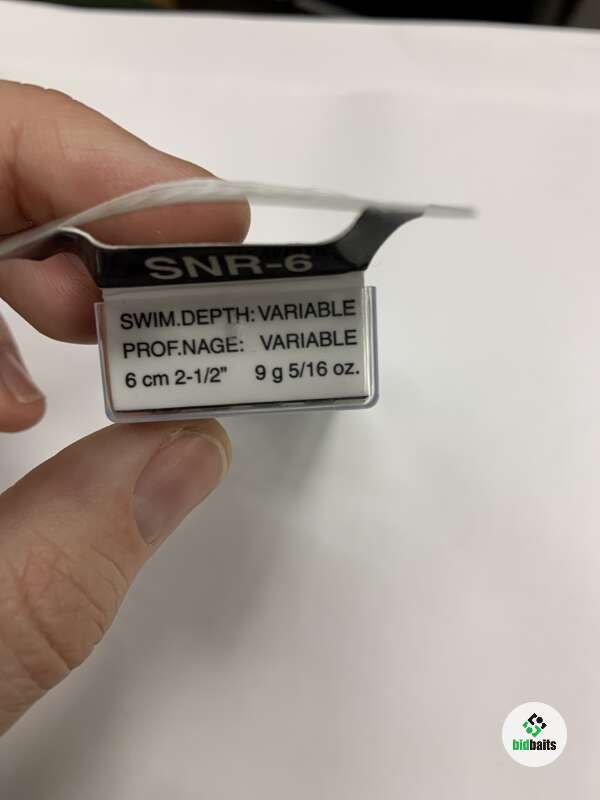 SNR-6
SWIM.DEPTH: VARIABLE
PROF.NAGE: VARIABLE
6 cm 2-1/2" 9 g 5/16 oz.
bidbaits